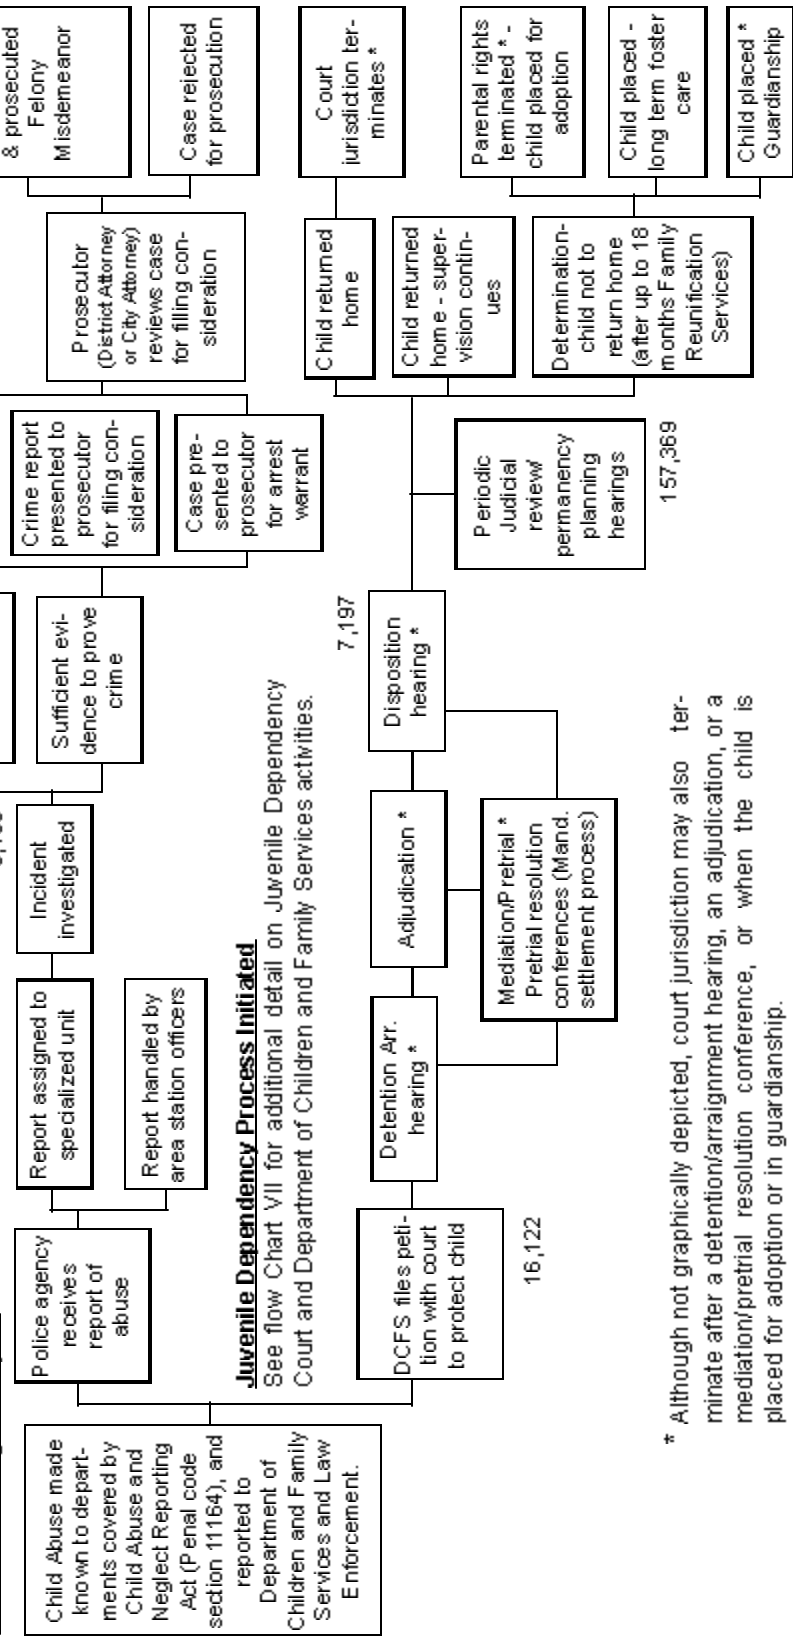 Child Abuse made
known to depart-
ments covered by
Child Abuse and
Neglect Reporting
Act (Penal code
section 11164), and
reported to
Department of
Children and Family
Services and Law
Enforcement.
Police agency
receives
report of
abuse
Report assigned to
specialized unit
Report handled by
area station officers
Incident
investigated
Sufficient evi-
dence to prove
crime
Crime report
presented to
prosecutor
for filing con-
sideration
Case pre-
sented to
prosecutor
for arrest
warrant
Prosecutor
(District Attorney
or City Attorney)
reviews case
for filing con-
sideration
& prosecuted
Felony
Misdemeanor
Case rejected
for prosecution
Juvenile Dependency Process Initiated
See flow Chart VII for additional detail on Juvenile Dependency
Court and Department of Children and Family Services activities.
DCFS files peti-
tion with court
to protect child
16,122
Detention Arr.
hearing *
Adjudication *
Mediation/Pretrial *
Pretrial resolution
conferences (Mand.
settlement process)
7,197
Disposition
hearing *
Periodic
Judicial
review/
permanency
planning
hearings
157,369
Child returned
home
Child returned
home - super-
vision contin-
ues
Determination-
child not to
return home
(after up to 18
months Family
Reunification
Services)
Court
jurisdiction ter-
minates *
Parental rights
terminated * -
child placed for
adoption
Child placed -
long term foster
care
Child placed *
Guardianship
* Although not graphically depicted, court jurisdiction may also ter-
minate after a detention/arraignment hearing, an adjudication, or a
mediation/pretrial resolution conference, or when the child is
placed for adoption or in guardianship.